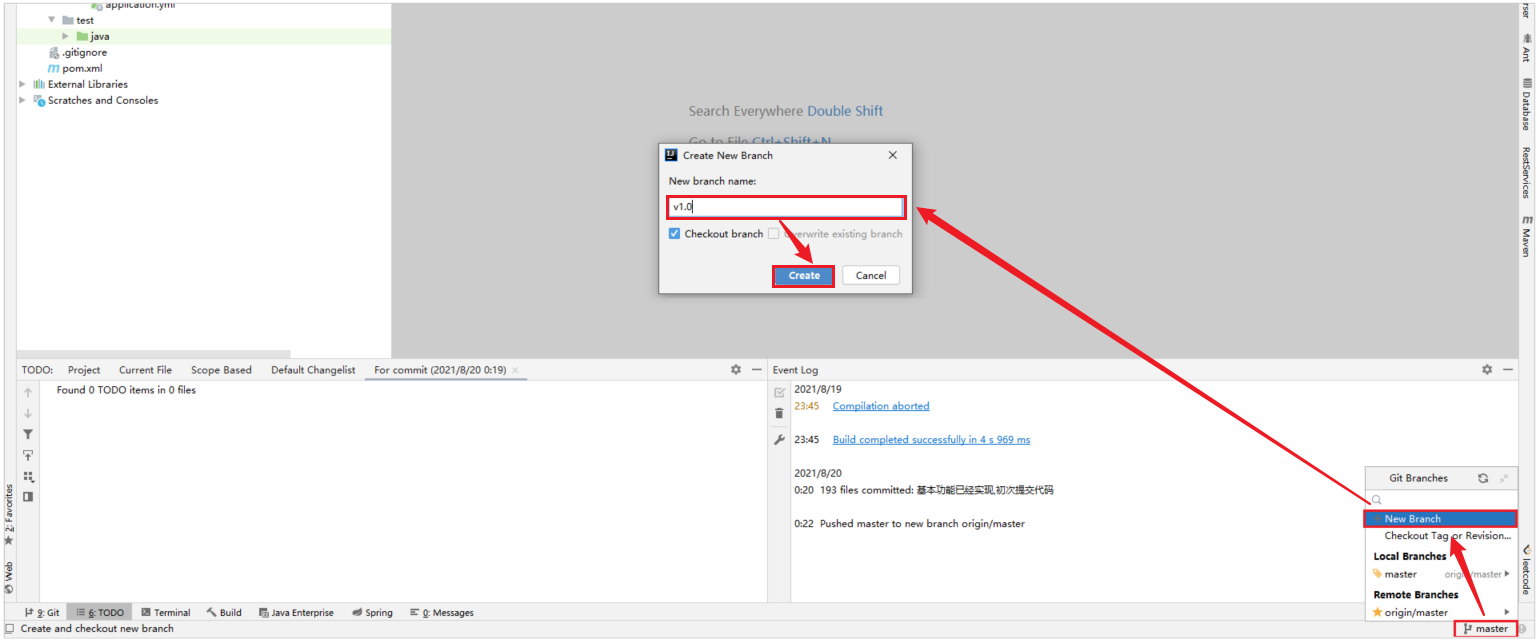 application.yml
test
java
.gitignore
pom.xml
External Libraries
Scratches and Consoles
Search Everywhere Double Shift
Go to File Ctrl+Shift+N
Create New Branch
New branch name:
v1.0
Checkout branch
Overwrite existing branch
Create
Cancel
Ant
Database
RestServices
Maven
TODO: Project Current File Scope Based Default Changelist For commit (2021/8/20 0:19)
Found 0 TODO items in 0 files
Event Log
2021/8/19
23:45 Compilation aborted
23:45 Build completed successfully in 4 s 969 ms
2021/8/20
0:20 193 files committed: 基本功能已经实现,初次提交代码
0:22 Pushed master to new branch origin/master
Git Branches
New Branch
Checkout Tag or Revision...
Local Branches
master origin/master
Remote Branches
origin/master
2: Favorites
Web
leetcode
9: Git 6: TODO Terminal Build Java Enterprise Spring 0: Messages
Create and checkout new branch
master